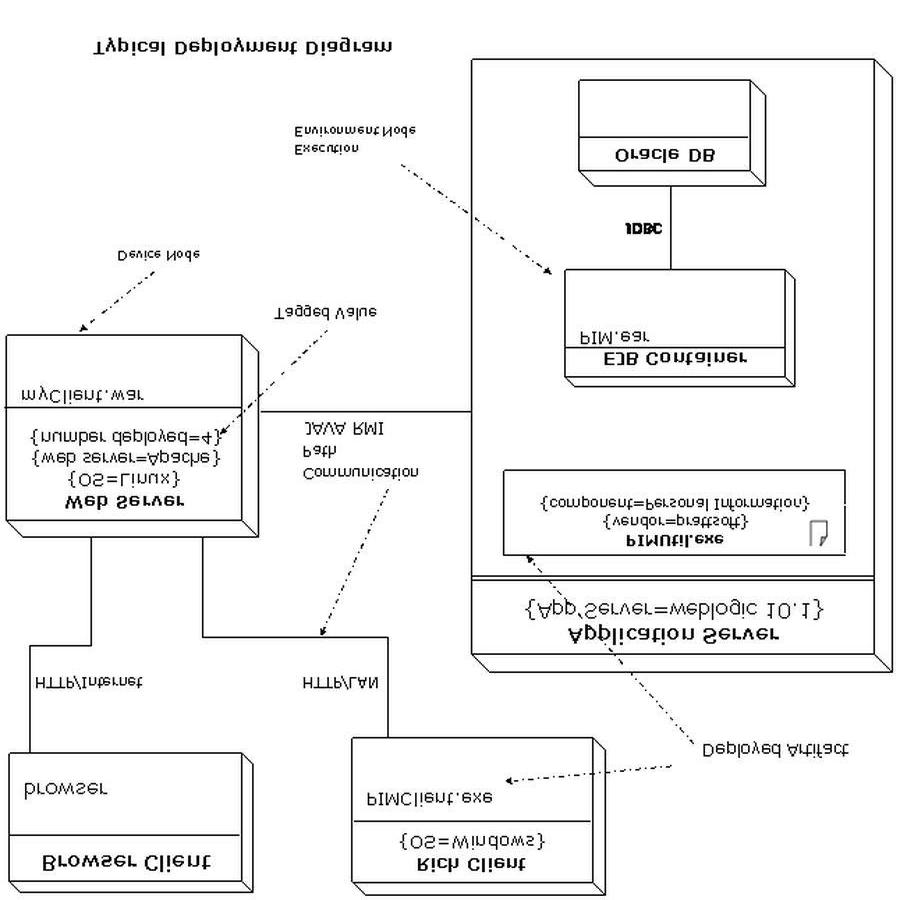 Browser Client
browser
Rich Client
{OS=Windows}
PIMClient.exe
Deployed Artifact
HTTP/Internet
HTTP/LAN
Application Server
{App Server=weblogic 10.1}
PIMUtil.exe
{vendor=prattsoft}
{component=Personal Information}
Web Server
{OS=Linux}
{web server=Apache}
{number deployed=4}
myClient.war
Communication
Path
JAVA RMI
EJB Container
PIM.ear
Tagged Value
Device Node
JDBC
Execution
Environment Node
Oracle DB
Typical Deployment Diagram